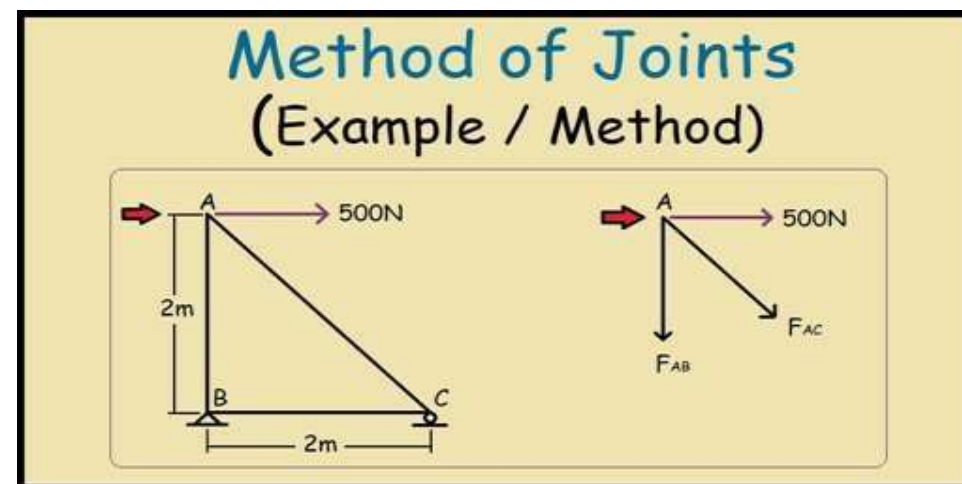 Method of Joints
(Example / Method)
A
500N
2m
B
C
2m
A
500N
FAC
FAB